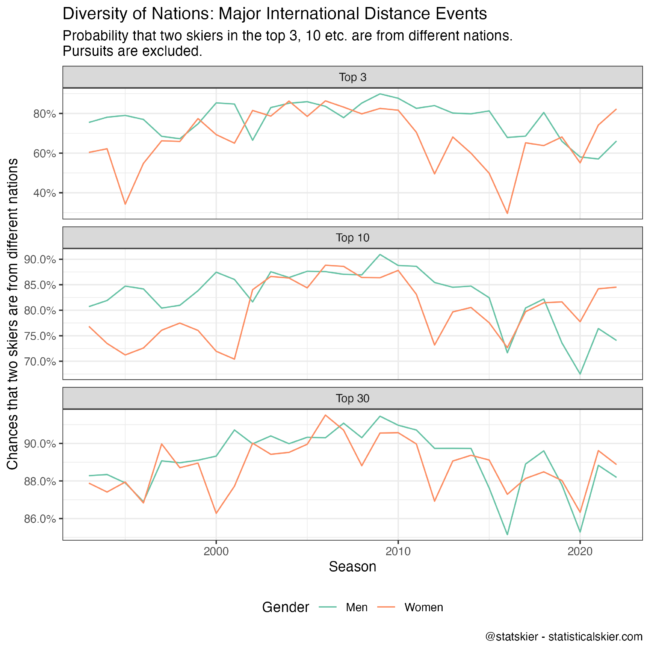 Diversity of Nations: Major International Distance Events
Probability that two skiers in the top 3, 10 etc. are from different nations.
Pursuits are excluded.
Chances that two skiers are from different nations
Top 3
80%
60%
40%
Top 10
90.0%
85.0%
80.0%
75.0%
70.0%
Top 30
90.0%
88.0%
86.0%
2000 2010 2020
Season
Gender Men Women
@statskier - statisticalskier.com